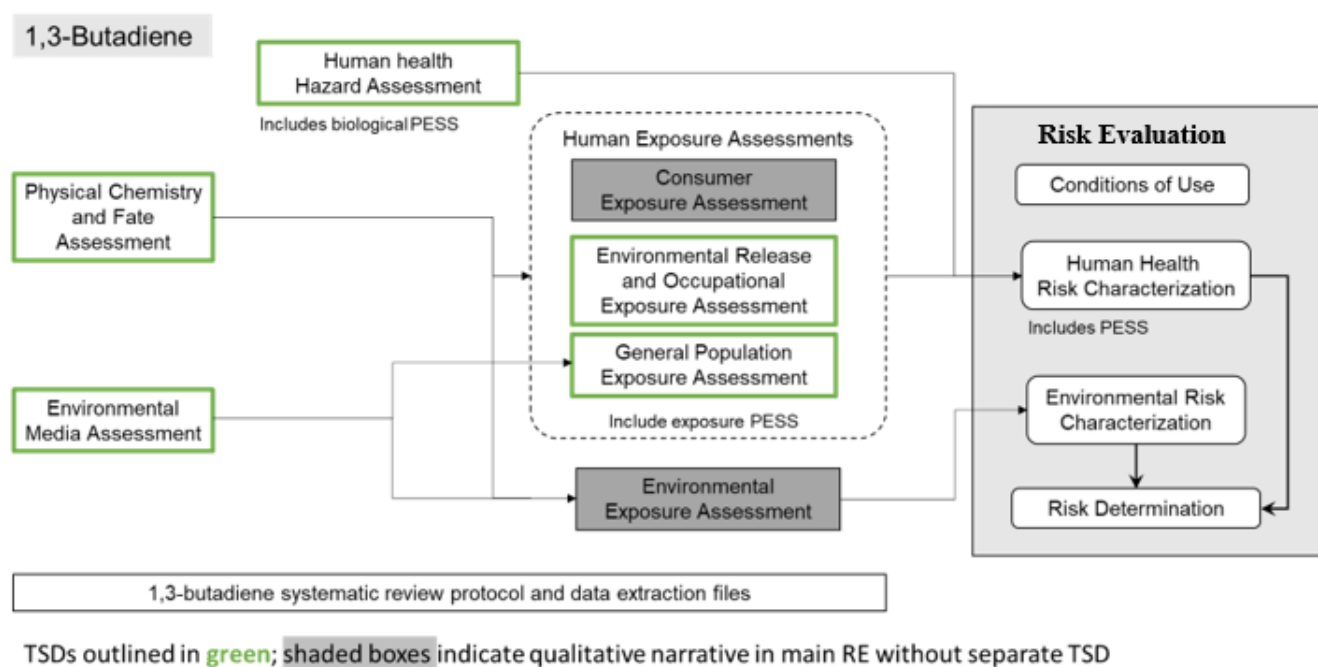 1,3-Butadiene
Human health
Hazard Assessment
Includes biological PESS
Physical Chemistry
and Fate
Assessment
Environmental
Media Assessment
Human Exposure Assessments
Consumer
Exposure Assessment
Environmental Release
and Occupational
Exposure Assessment
General Population
Exposure Assessment
Include exposure PESS
Environmental
Exposure Assessment
Risk Evaluation
Conditions of Use
Human Health
Risk Characterization
Includes PESS
Environmental Risk
Characterization
Risk Determination
1,3-butadiene systematic review protocol and data extraction files
TSDs outlined in green; shaded boxes indicate qualitative narrative in main RE without separate TSD